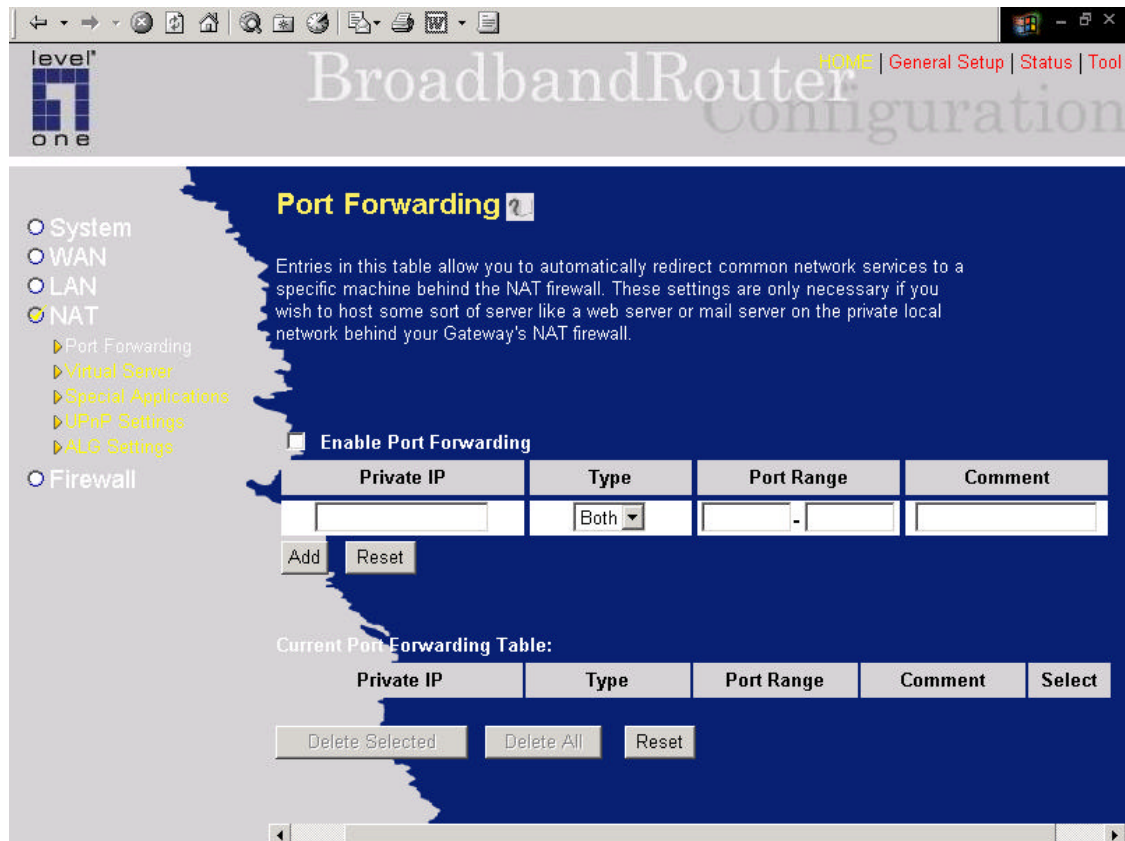 level
one
BroadbandRouter
Configuration
HOME | General Setup | Status | Tool
System
WAN
LAN
NAT
Port Forwarding
Virtual Server
Special Applications
UPnP Settings
ALG Settings
Firewall
Port Forwarding
Entries in this table allow you to automatically redirect common network services to a
specific machine behind the NAT firewall. These settings are only necessary if you
wish to host some sort of server like a web server or mail server on the private local
network behind your Gateway's NAT firewall.
Enable Port Forwarding
Private IP Type Port Range Comment
Both -
Add Reset
Current Port Forwarding Table:
Private IP Type Port Range Comment Select
Delete Selected Delete All Reset